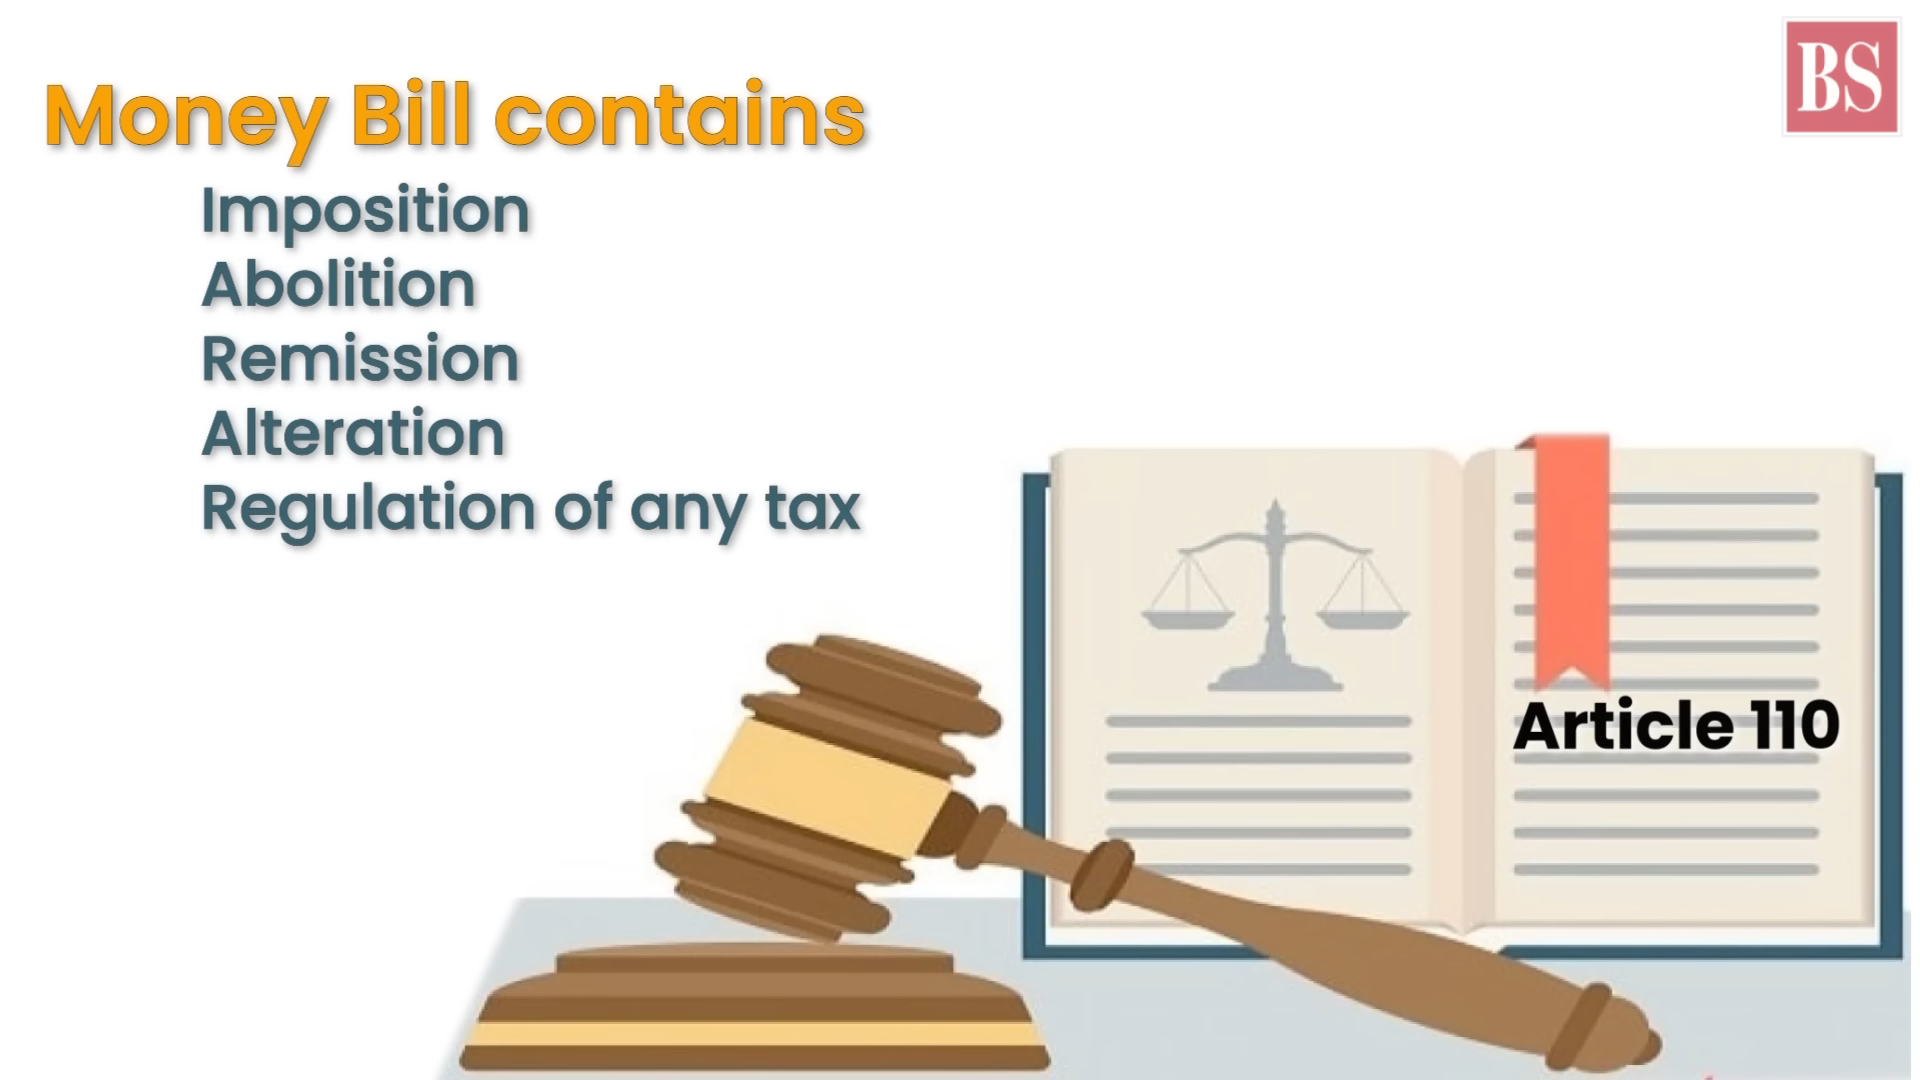 BS
Money Bill contains
Imposition
Abolition
Remission
Alteration
Regulation of any tax
Article 110